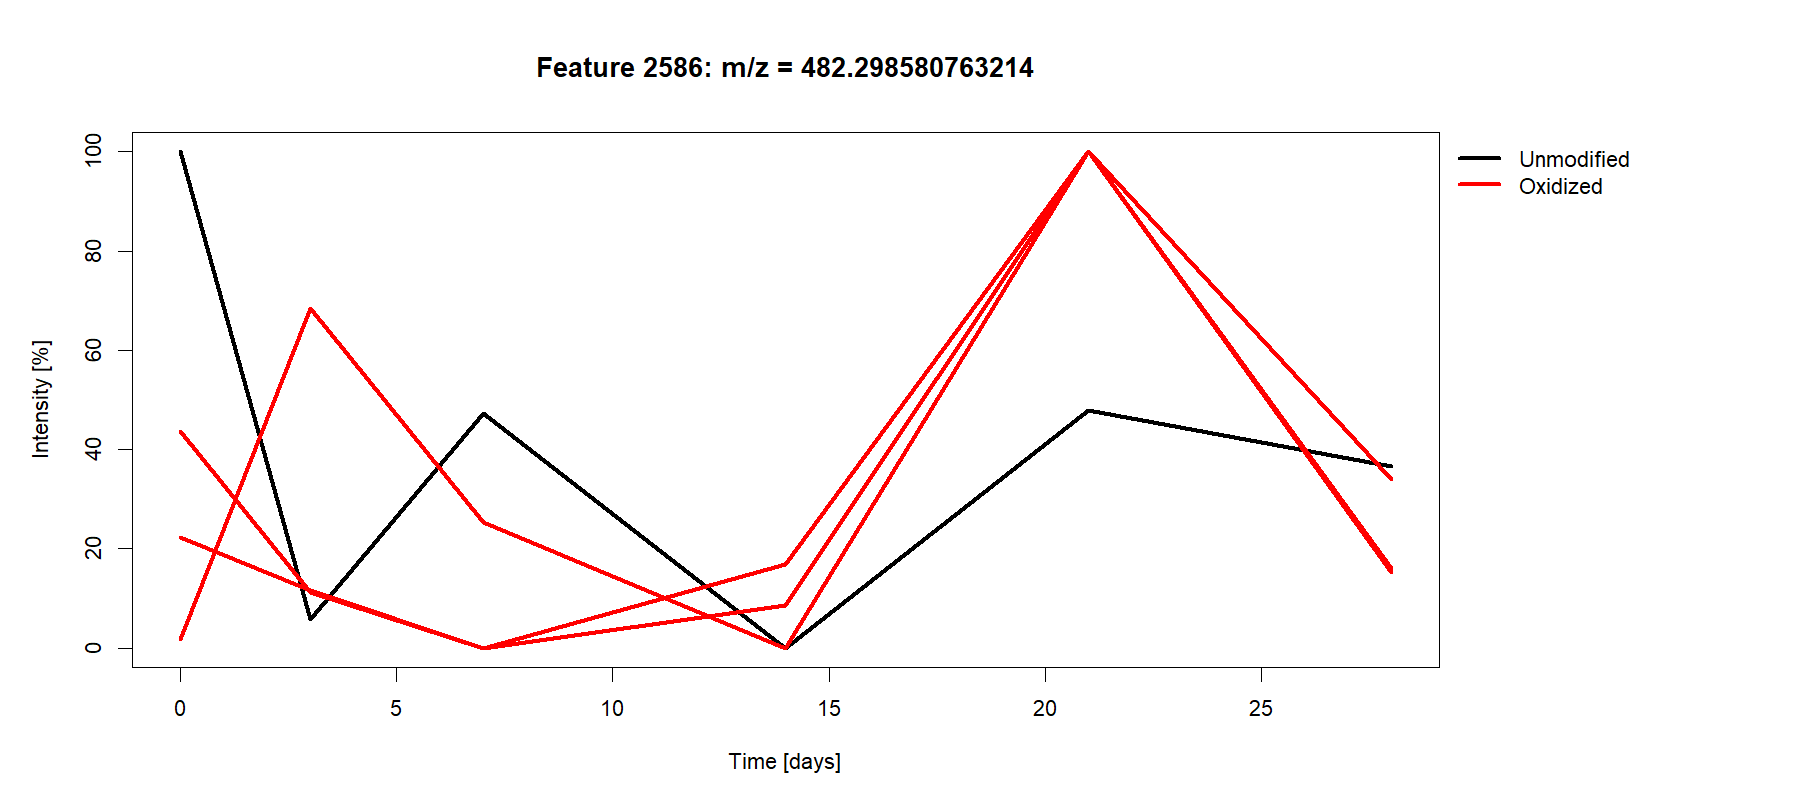 Feature 2586: m/z = 482.298580763214
Unmodified
Oxidized
Intensity [%]
100
80
60
40
20
0
0 5 10 15 20 25
Time [days]